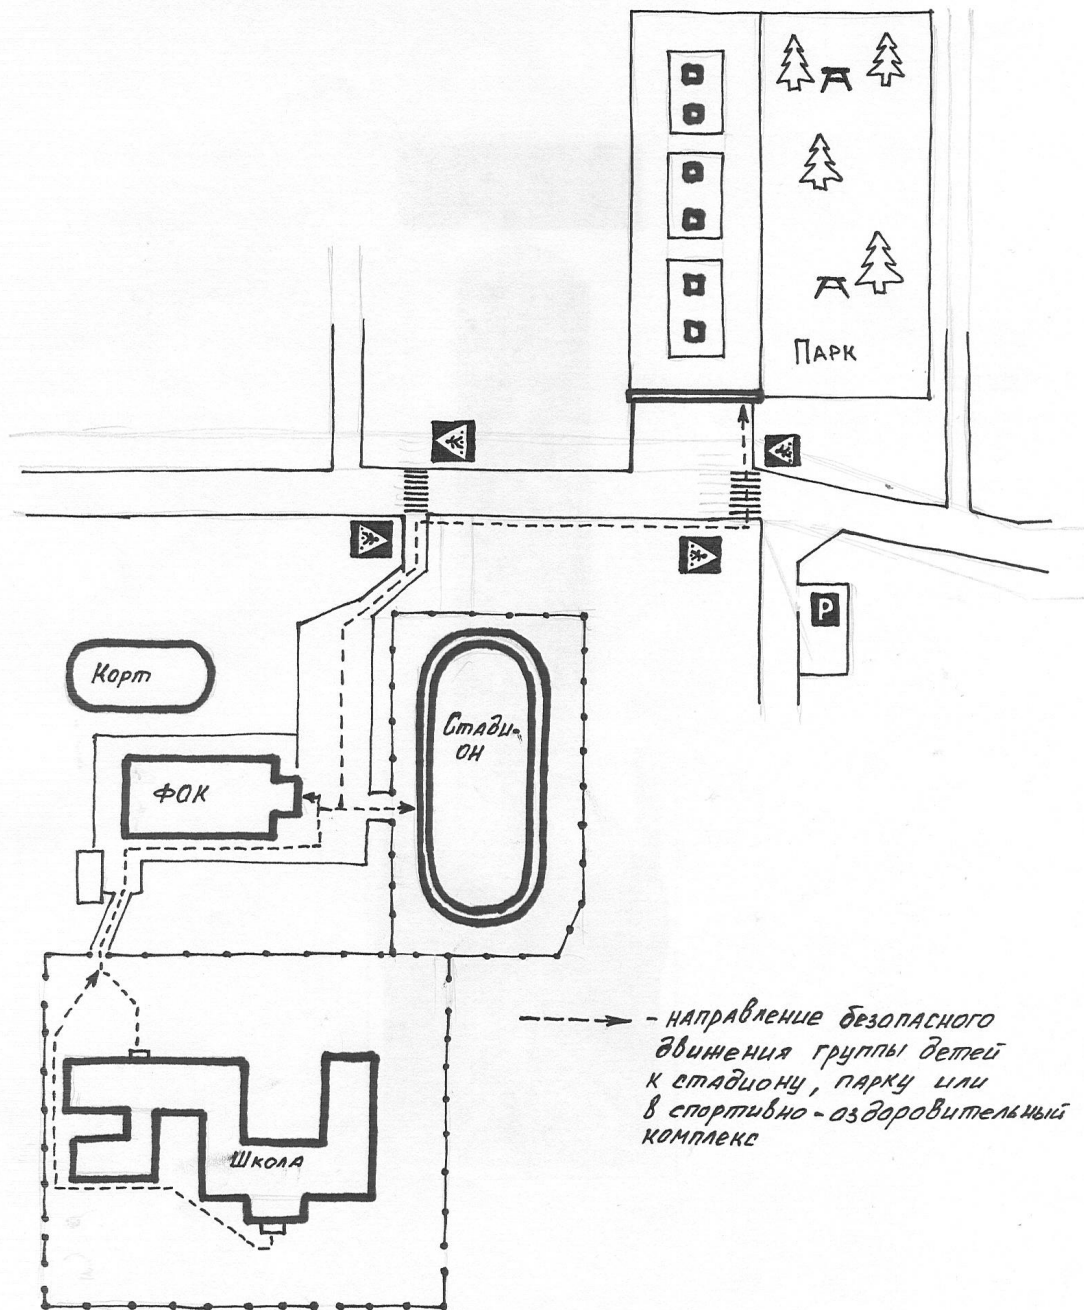 Парк
P
Корт
Стади-
он
ФОК
- направление безопасного
движения группы детей
к стадиону, парку или
в спортивно-оздоровительный
комплекс
Школа